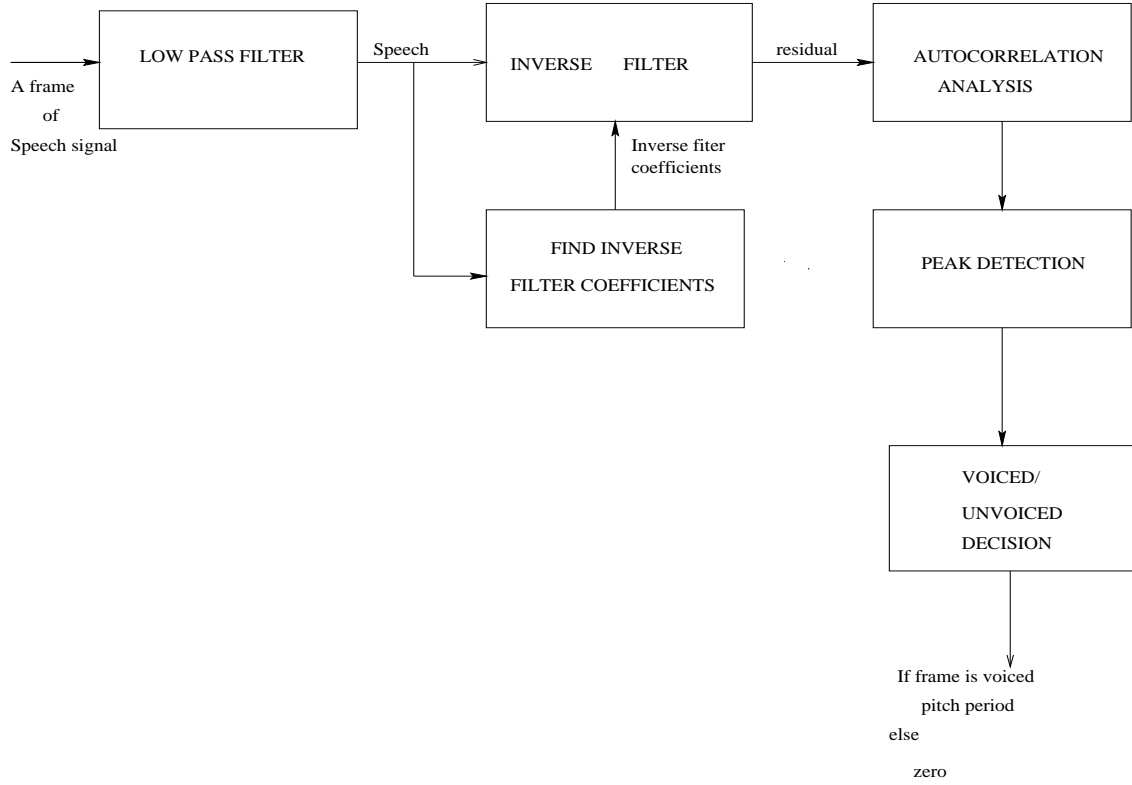 LOW PASS FILTER
A frame
of
Speech signal
Speech
INVERSE FILTER
residual
AUTOCORRELATION
ANALYSIS
Inverse fiter
coefficients
FIND INVERSE
FILTER COEFFICIENTS
PEAK DETECTION
VOICED/
UNVOICED
DECISION
If frame is voiced
pitch period
else
zero